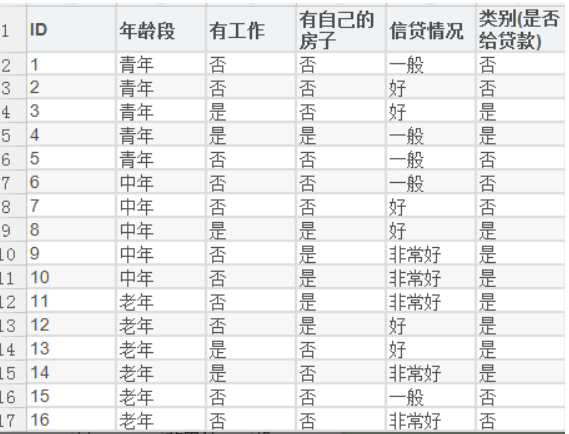 1 ID 年龄段 有工作 有自己的房子 信贷情况 类别(是否给贷款)
2 1 青年 否 否 一般 否
3 2 青年 否 否 好 否
4 3 青年 是 否 好 是
5 4 青年 是 是 一般 是
6 5 青年 否 否 一般 否
7 6 中年 否 否 一般 否
8 7 中年 否 否 好 否
9 8 中年 是 是 好 是
10 9 中年 否 是 非常好 是
11 10 中年 否 是 非常好 是
12 11 老年 否 是 非常好 是
13 12 老年 否 是 好 是
14 13 老年 是 否 好 是
15 14 老年 是 否 非常好 是
16 15 老年 否 否 一般 否
17 16 老年 否 否 非常好 否